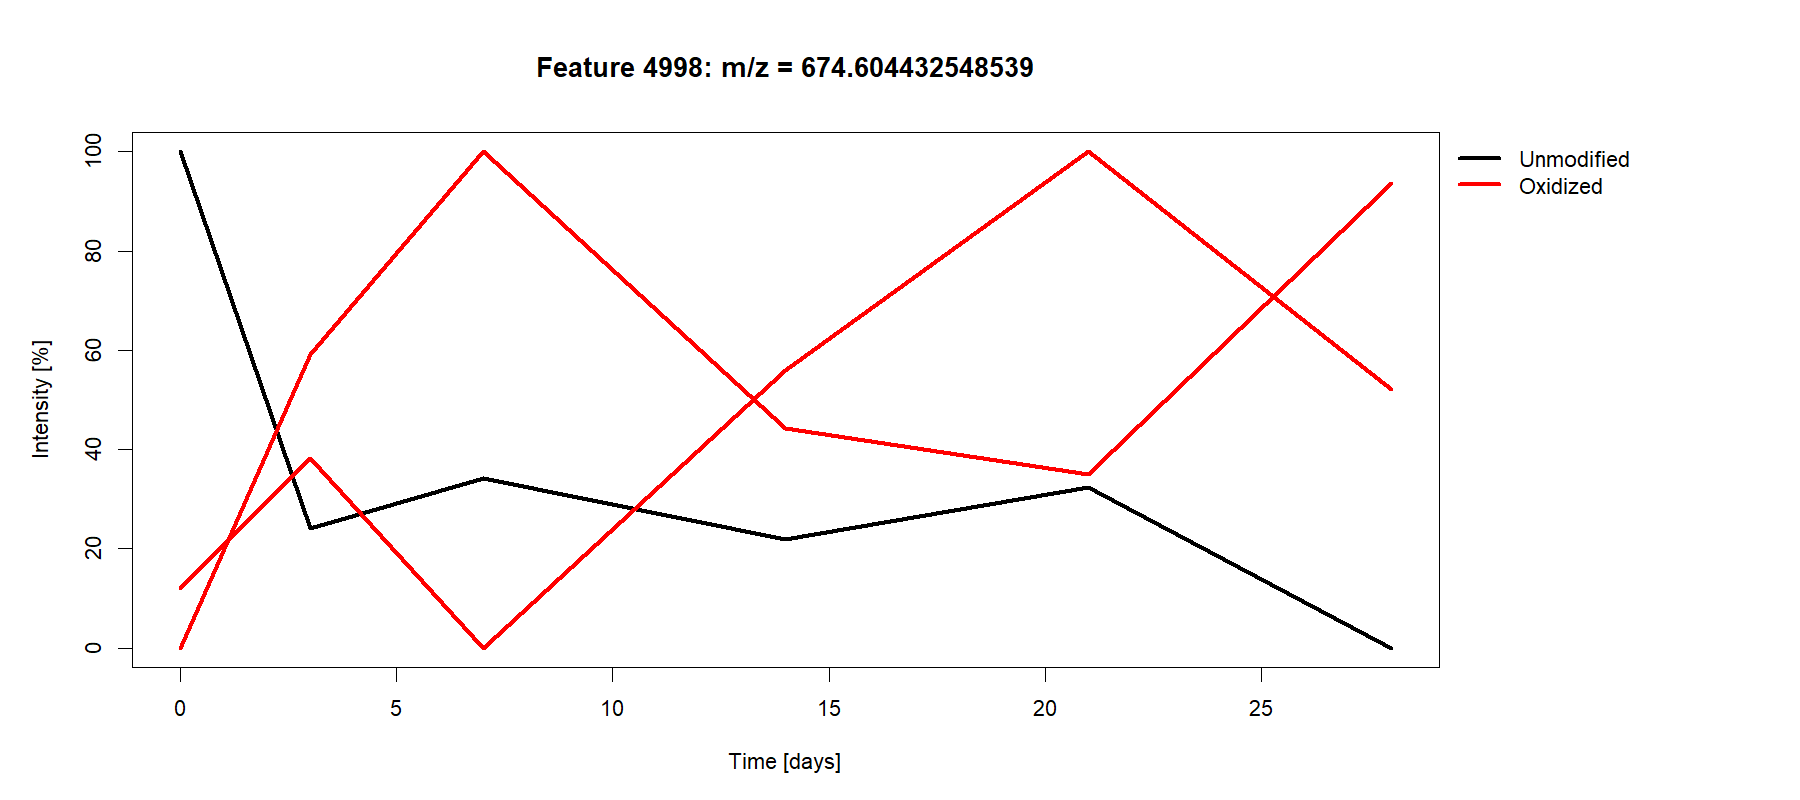 Feature 4998: m/z = 674.604432548539
Unmodified
Oxidized
100
80
60
40
20
0
Intensity [%]
0 5 10 15 20 25
Time [days]